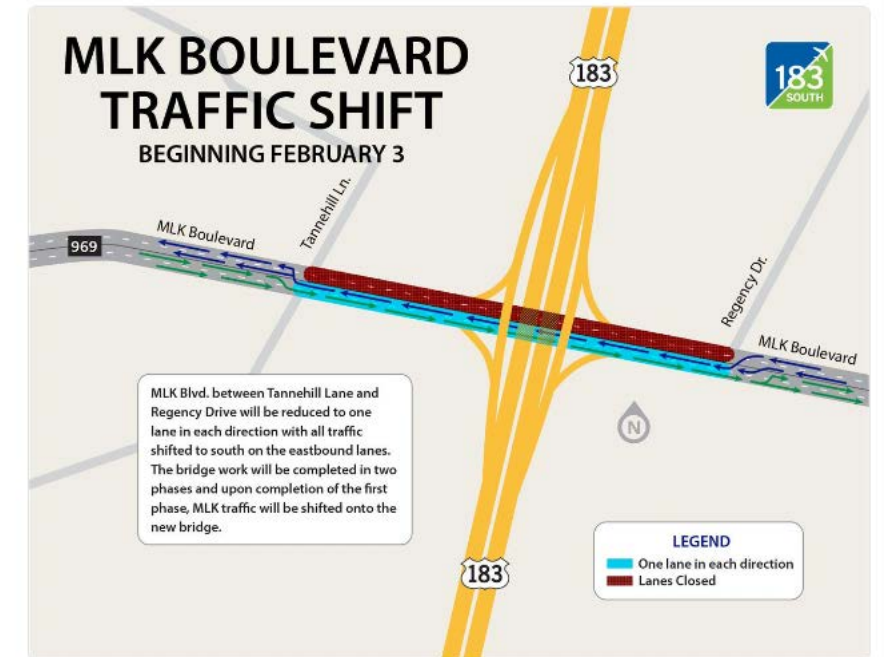 MLK BOULEVARD
TRAFFIC SHIFT
BEGINNING FEBRUARY 3
183
183
SOUTH
Tannehill Ln.
MLK Boulevard
969
Regency Dr.
MLK Boulevard
MLK Blvd. between Tannehill Lane and
Regency Drive will be reduced to one
lane in each direction with all traffic
shifted to south on the eastbound lanes.
The bridge work will be completed in two
phases and upon completion of the first
phase, MLK traffic will be shifted onto the
new bridge.
N
LEGEND
One lane in each direction
Lanes Closed
183